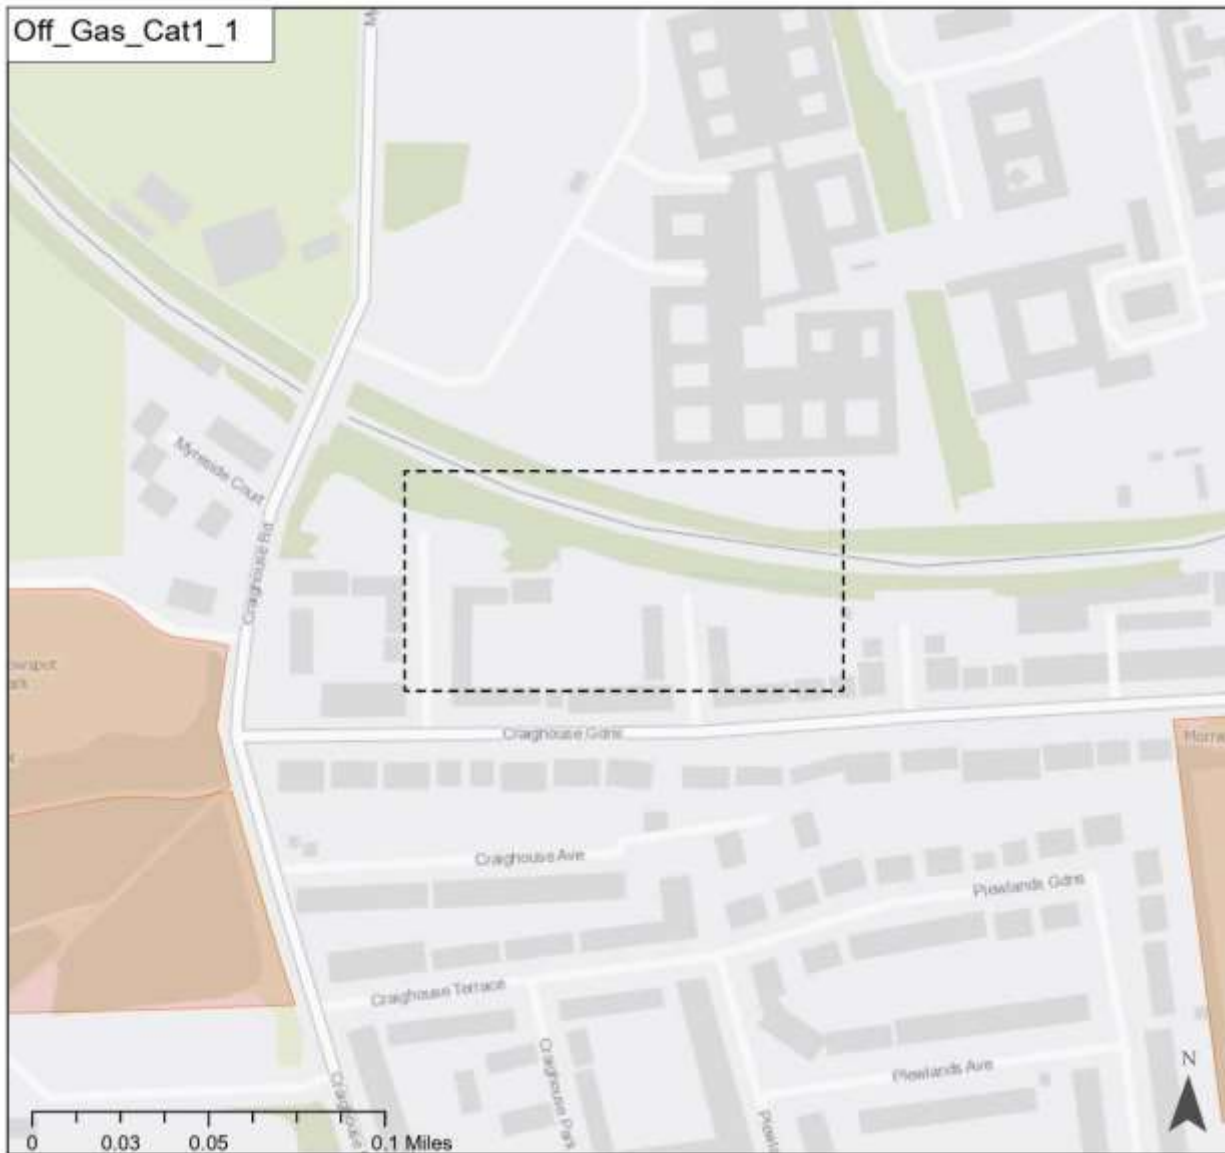 Off_Gas_Cat1_1
Myreside Court
Craighouse Rd
Craighouse Gdns
Craighouse Ave
Plewlands Gdns
Craighouse Terrace
Craighouse Park
Plewlands Ave
Craighouse
N
0 0.03 0.05 0.1 Miles